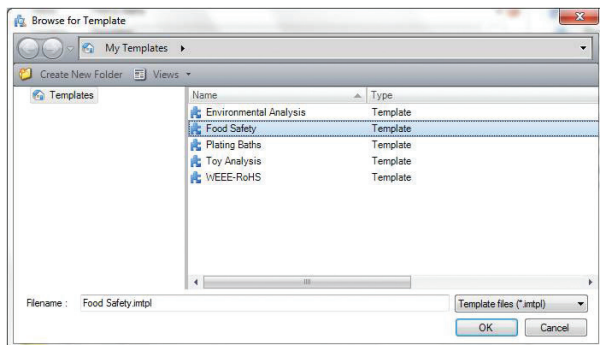 Browse for Template
My Templates
Create New Folder Views
Templates
Name Type
Environmental Analysis Template
Food Safety Template
Plating Baths Template
Toy Analysis Template
WEEE-RoHS Template
Filename : Food Safety.imtpl Template files (*.imtpl)
OK Cancel